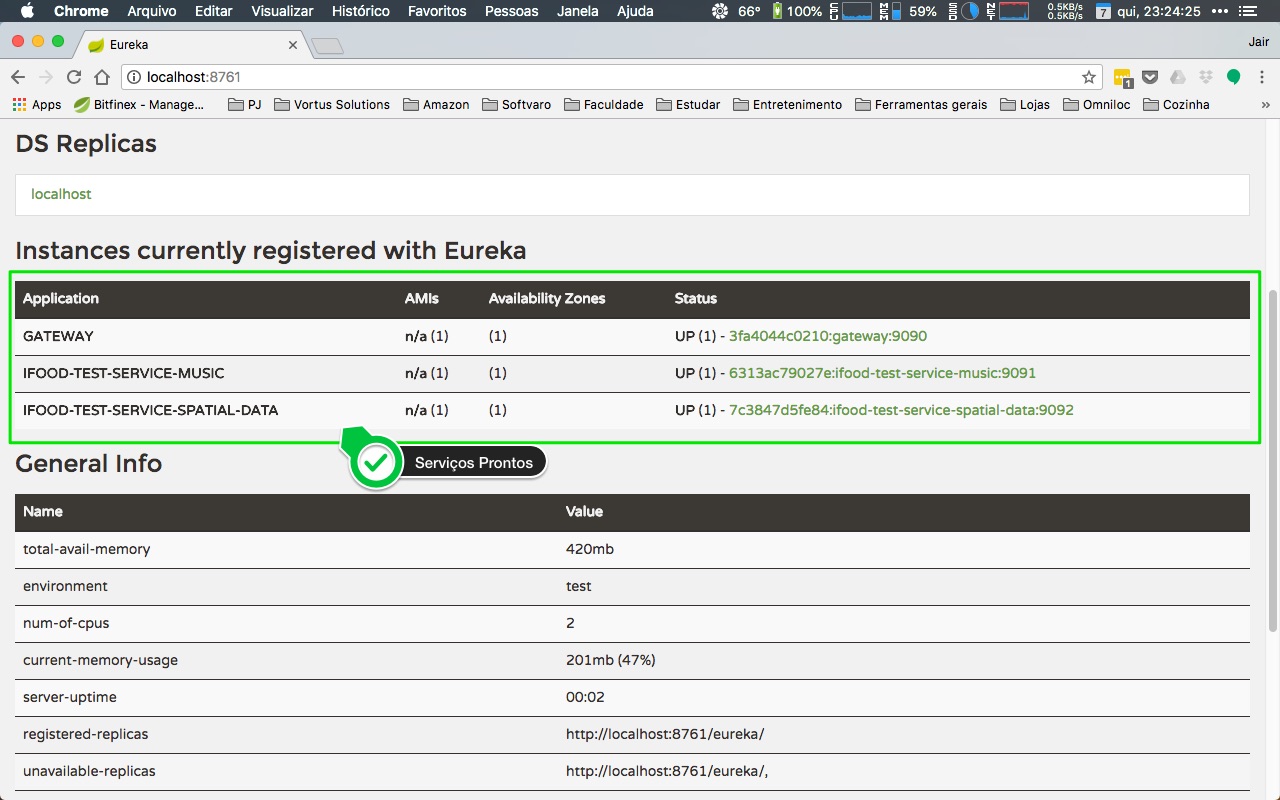 Chrome Arquivo Editar Visualizar Histórico Favoritos Pessoas Janela Ajuda 66° CPU 100% MEM 59% SSD NET 0.5KB/s 0.5KB/s 7 qui, 23:24:25
Eureka Jair
localhost:8761 1
Apps Bitfinex - Manage... PJ Vortus Solutions Amazon Softvaro Faculdade Estudar Entretenimento Ferramentas gerais Lojas Omniloc Cozinha »
DS Replicas
localhost
Instances currently registered with Eureka
Application AMIs Availability Zones Status
GATEWAY n/a (1) (1) UP (1) - 3fa4044c0210:gateway:9090
IFOOD-TEST-SERVICE-MUSIC n/a (1) (1) UP (1) - 6313ac79027e:ifood-test-service-music:9091
IFOOD-TEST-SERVICE-SPATIAL-DATA n/a (1) (1) UP (1) - 7c3847d5fe84:ifood-test-service-spatial-data:9092
General Info Serviços Prontos
Name Value
total-avail-memory 420mb
environment test
num-of-cpus 2
current-memory-usage 201mb (47%)
server-uptime 00:02
registered-replicas http://localhost:8761/eureka/
unavailable-replicas http://localhost:8761/eureka/,